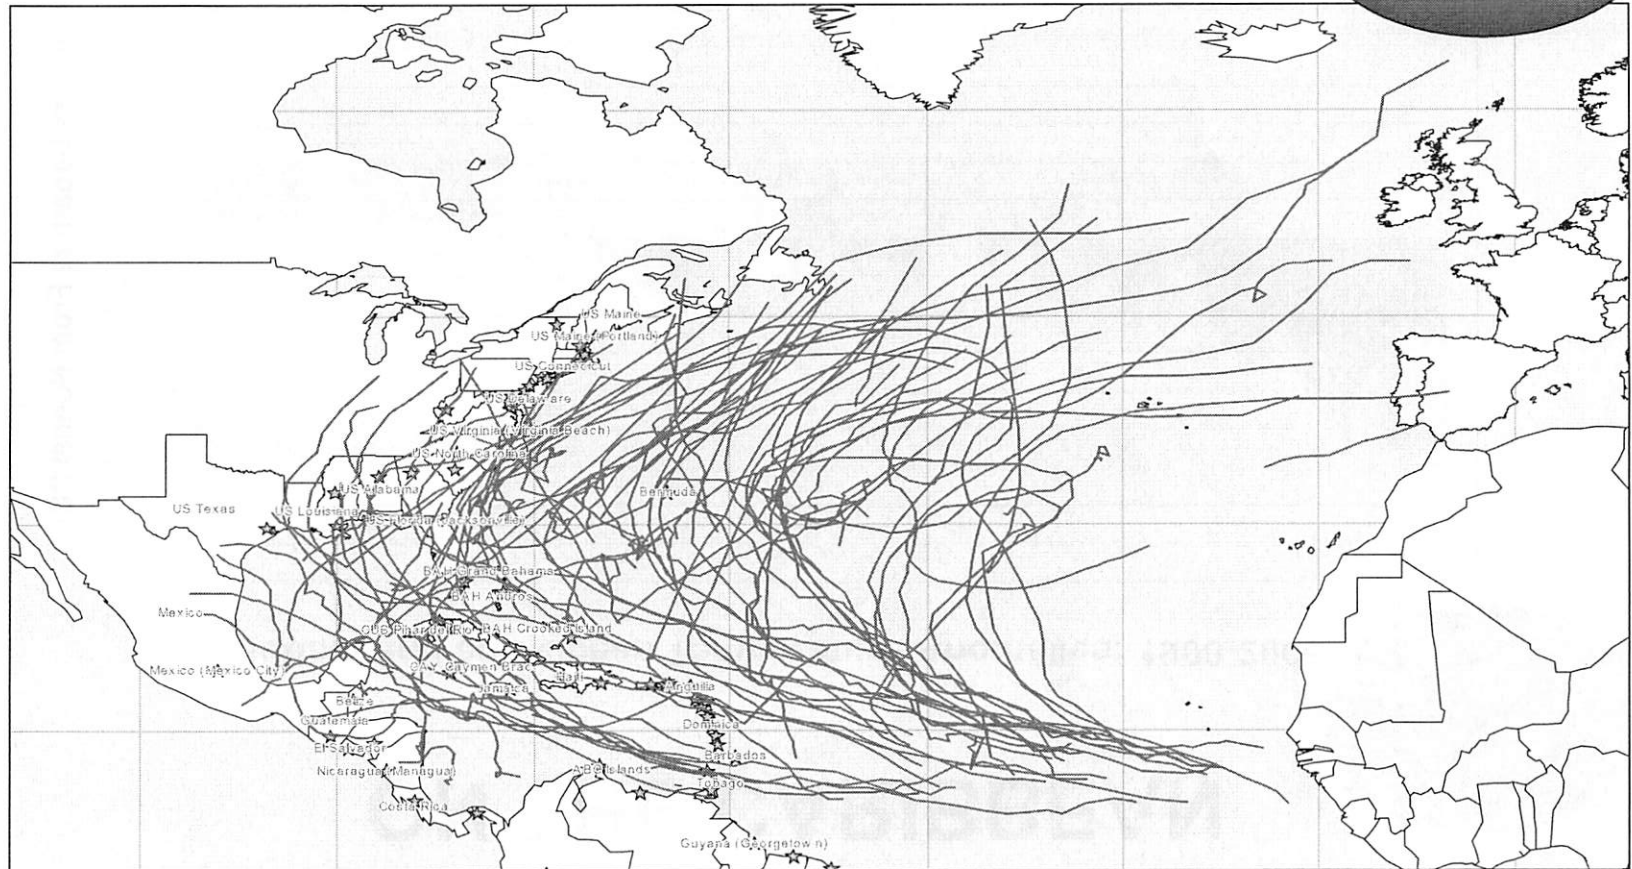 US Maine
US Maine (Portland)
US Connecticut
US Delaware
US Virginia (Virginia Beach)
US North Carolina
US Alabama
Bermuda
US Texas
US Louisiana
US Florida (Jacksonville
BAH Grand Bahama
BAH Andros
Mexico
CUB Pinar del Rio
BAH Crooked Island
CAY Caymen Brac
Mexico (Mexico City)
Haiti
Jamaica
Anguilla
Belize
Guatemala
Dominica
El Salvador
Barbados
Nicaragua (Managua)
ABC Islands
Tobago
Costa Rica
Guyana (Georgetown)